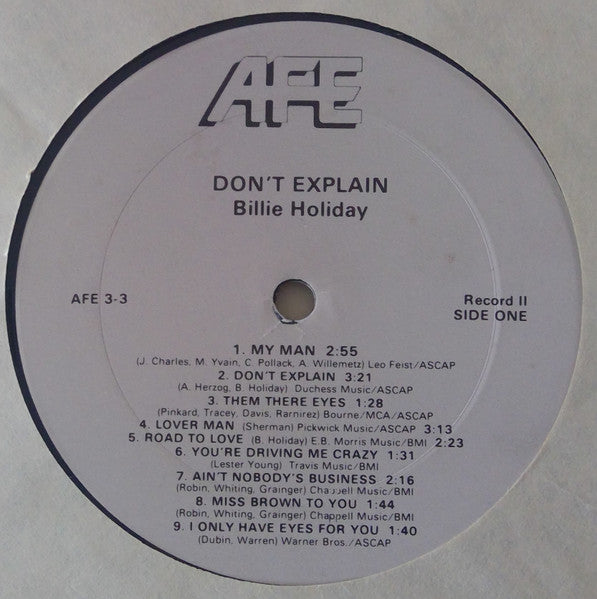 AFE
DON'T EXPLAIN
Billie Holiday
AFE 3-3
Record II
SIDE ONE
1. MY MAN 2:55
(J. Charles, M. Yvain, C. Pollack, A. Willemetz) Leo Feist/ASCAP
2. DON'T EXPLAIN 3:21
(A. Herzog, B. Holiday) Duchess Music/ASCAP
3. THEM THERE EYES 1:28
(Pinkard, Tracey, Davis, Ramirez) Bourne/MCA/ASCAP
4. LOVER MAN (Sherman) Pickwick Music/ASCAP 3:13
5. ROAD TO LOVE (B. Holiday) E.B. Morris Music/BMI 2:23
6. YOU'RE DRIVING ME CRAZY 1:31
(Lester Young) Travis Music/BMI
7. AIN'T NOBODY'S BUSINESS 2:16
(Robin, Whiting, Grainger) Chappell Music/BMI
8. MISS BROWN TO YOU 1:44
(Robin, Whiting, Grainger) Chappell Music/BMI
9. I ONLY HAVE EYES FOR YOU 1:40
(Dubin, Warren) Warner Bros./ASCAP